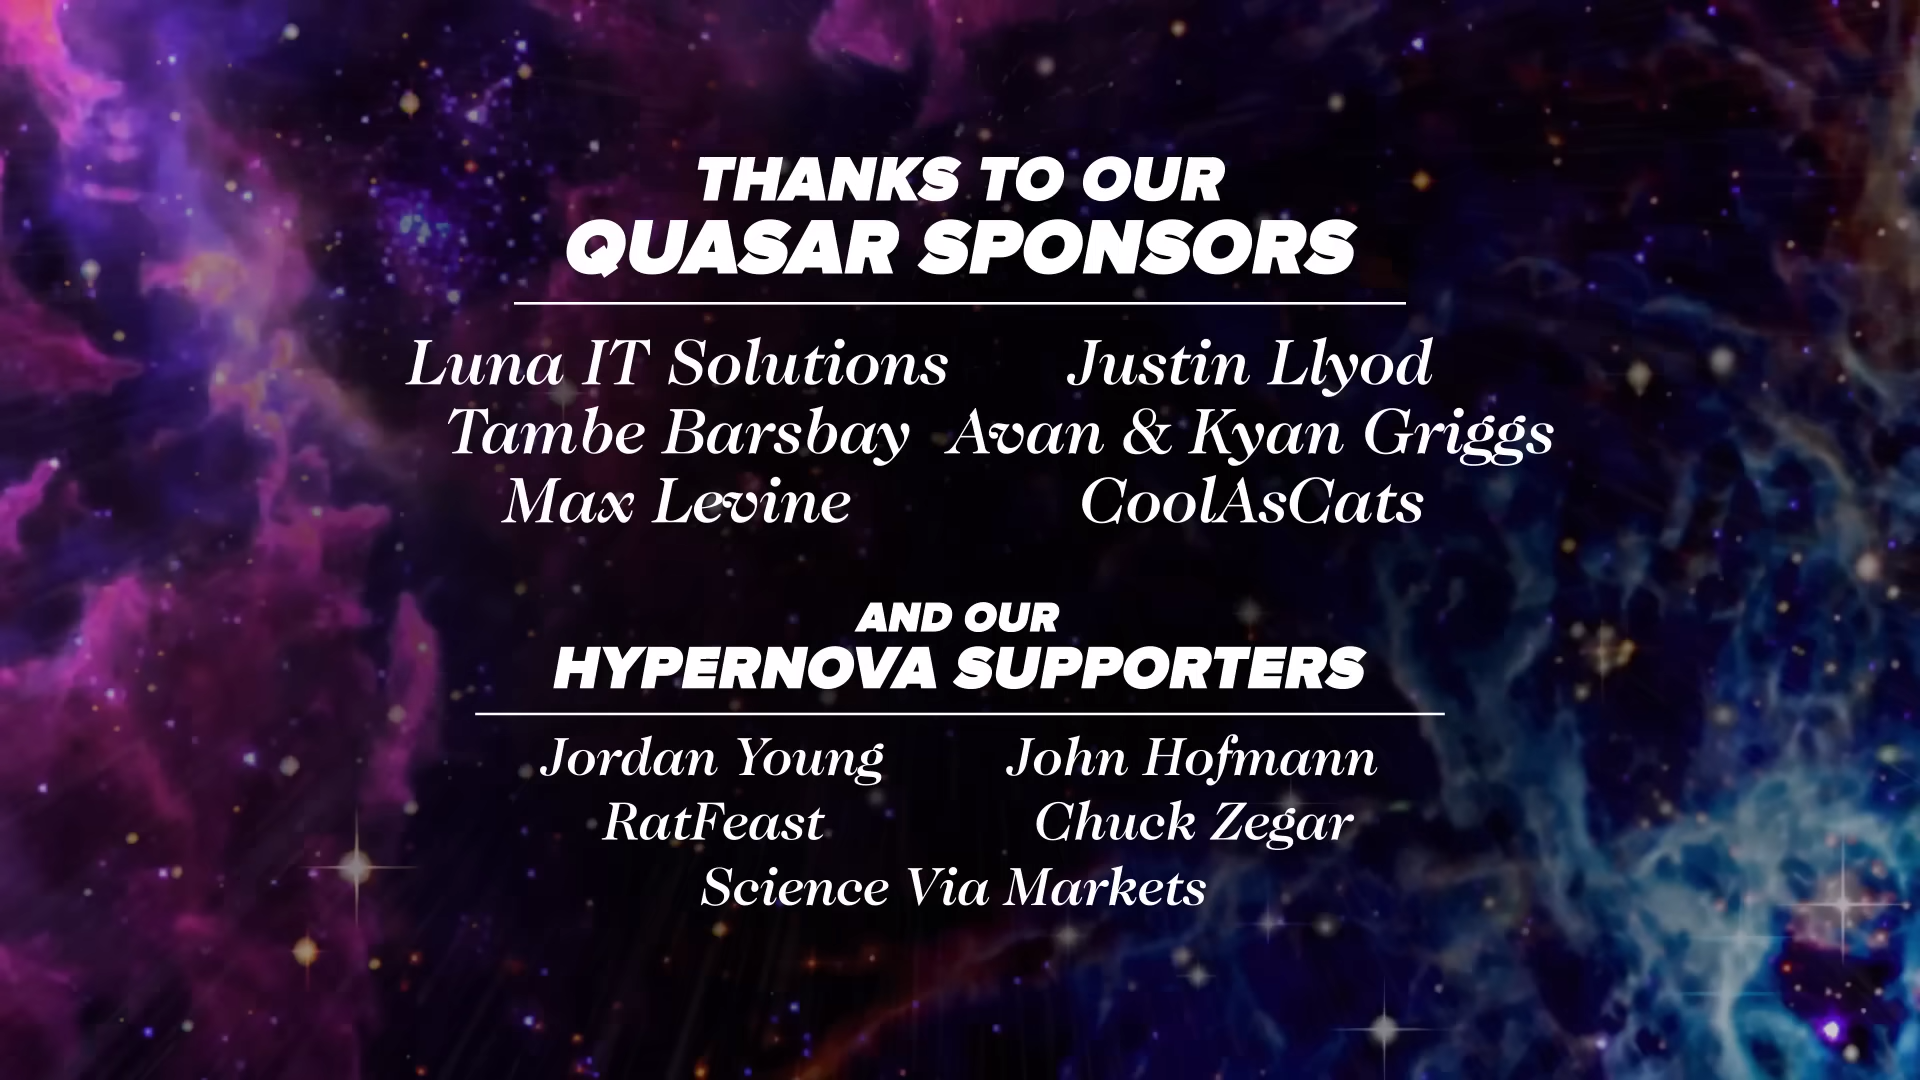 THANKS TO OUR
QUASAR SPONSORS
Luna IT Solutions Justin Llyod
Tambe Barsbay Avan & Kyan Griggs
Max Levine CoolAsCats
AND OUR
HYPERNOVA SUPPORTERS
Jordan Young John Hofmann
RatFeast Chuck Zegar
Science Via Markets